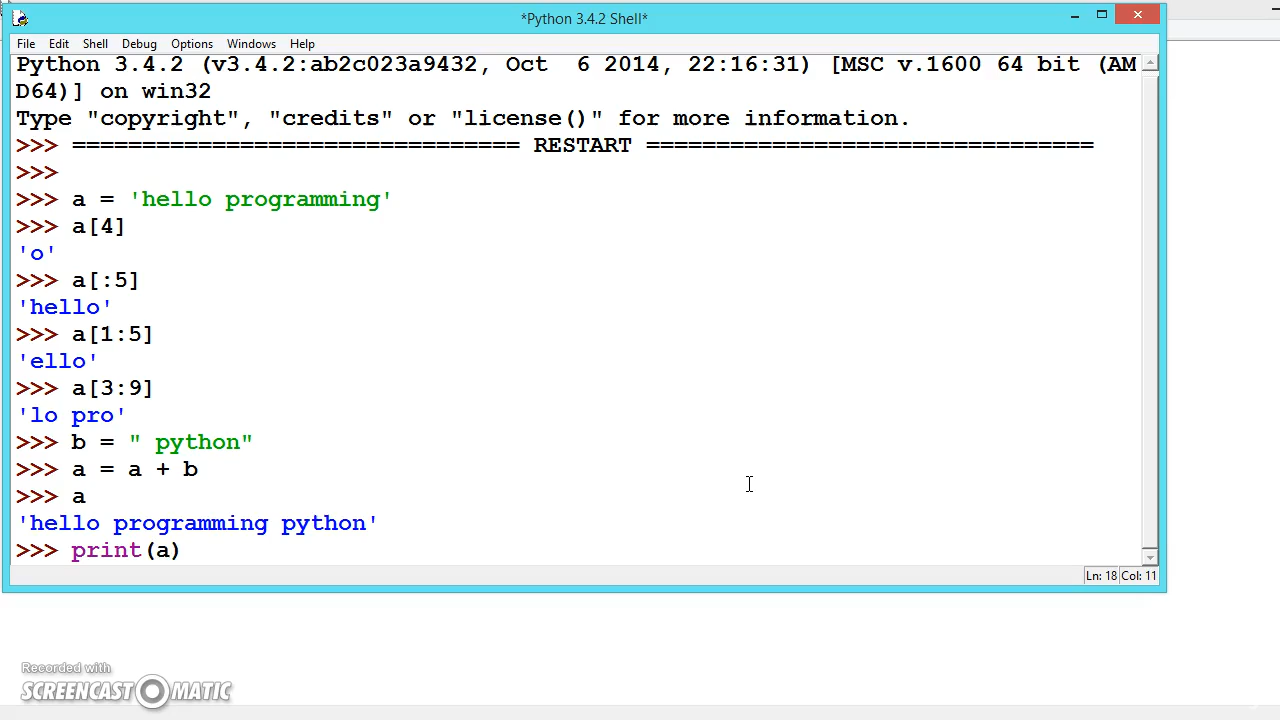 *Python 3.4.2 Shell*
File Edit Shell Debug Options Windows Help
Python 3.4.2 (v3.4.2:ab2c023a9432, Oct  6 2014, 22:16:31) [MSC v.1600 64 bit (AM
D64)] on win32
Type "copyright", "credits" or "license()" for more information.
>>> ================================ RESTART ================================
>>>
>>> a = 'hello programming'
>>> a[4]
'o'
>>> a[:5]
'hello'
>>> a[1:5]
'ello'
>>> a[3:9]
'lo pro'
>>> b = " python"
>>> a = a + b
>>> a
'hello programming python'
>>> print(a)
Ln: 18 Col: 11
Recorded with
SCREENCAST O MATIC